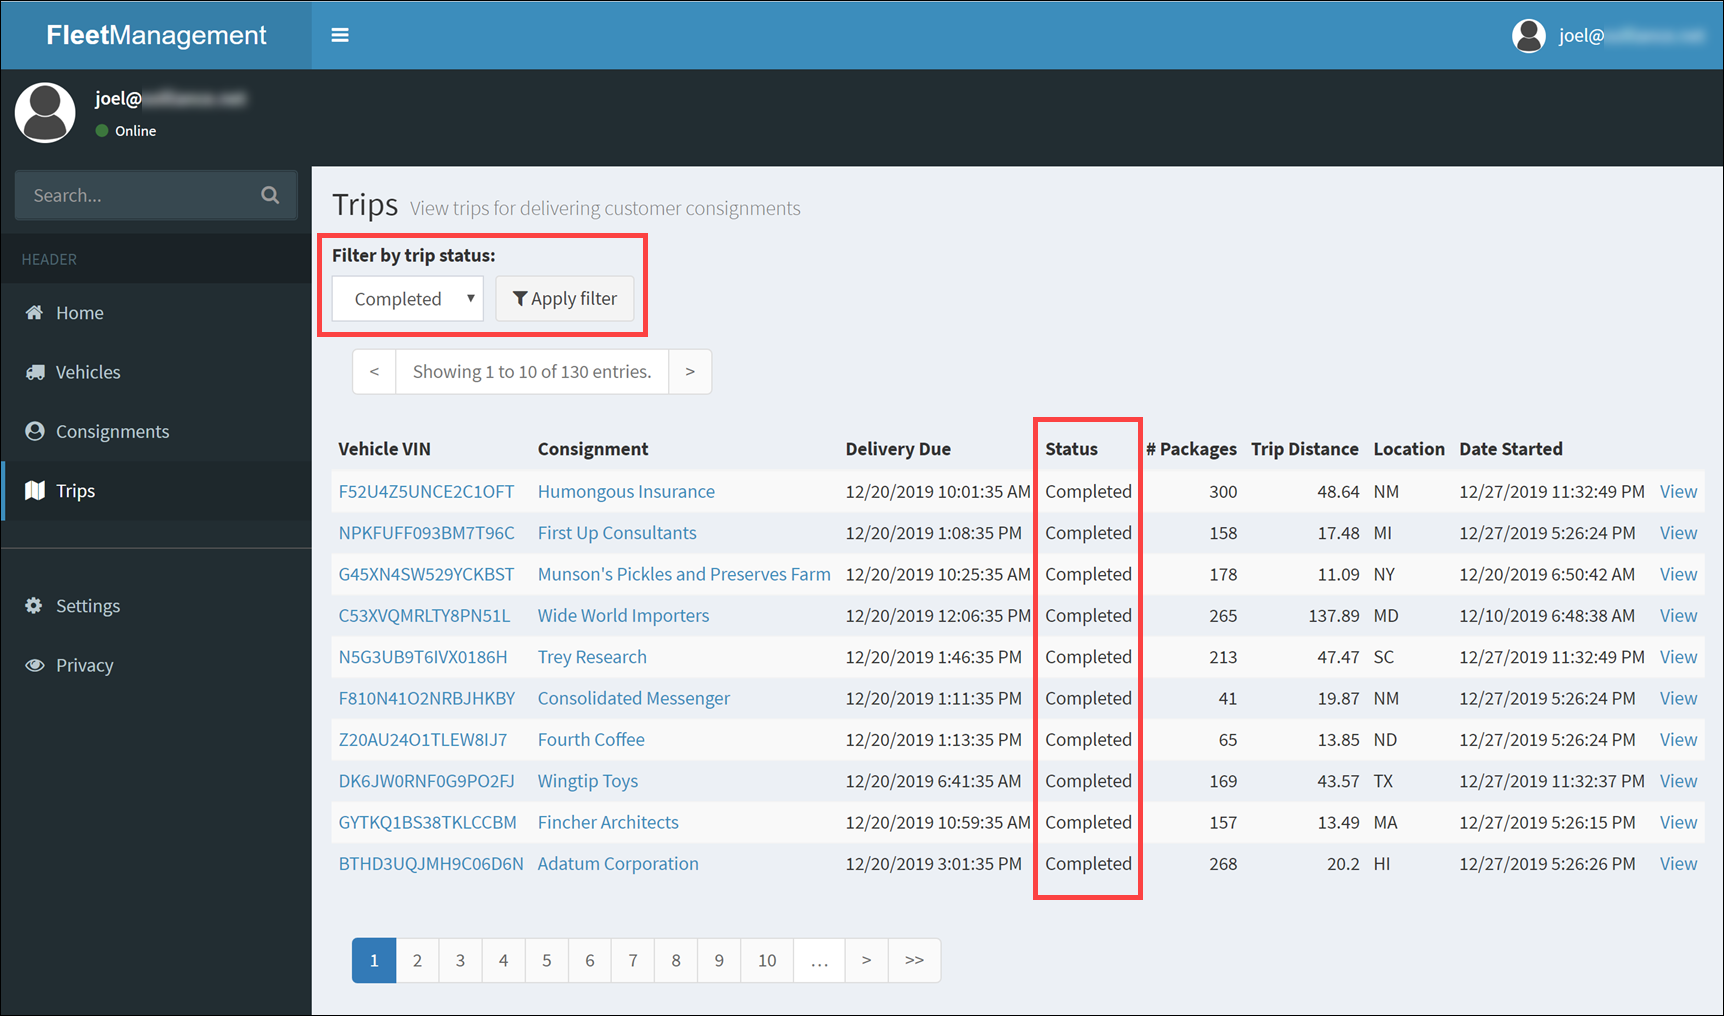 FleetManagement
joel@
joel@
Online
Search...
HEADER
Home
Vehicles
Consignments
Trips
Settings
Privacy
Trips View trips for delivering customer consignments
Filter by trip status:
Completed ▼ Apply filter
< Showing 1 to 10 of 130 entries. >
Vehicle VIN Consignment Delivery Due Status # Packages Trip Distance Location Date Started
F52U4Z5UNCE2C1OFT Humongous Insurance 12/20/2019 10:01:35 AM Completed 300 48.64 NM 12/27/2019 11:32:49 PM View
NPKFUFF093BM7T96C First Up Consultants 12/20/2019 1:08:35 PM Completed 158 17.48 MI 12/27/2019 5:26:24 PM View
G45XN4SW529YCKBST Munson's Pickles and Preserves Farm 12/20/2019 10:25:35 AM Completed 178 11.09 NY 12/20/2019 6:50:42 AM View
C53XVQMRLTY8PN51L Wide World Importers 12/20/2019 12:06:35 PM Completed 265 137.89 MD 12/10/2019 6:48:38 AM View
N5G3UB9T6IVX0186H Trey Research 12/20/2019 1:46:35 PM Completed 213 47.47 SC 12/27/2019 11:32:49 PM View
F810N41O2NRBJHKBY Consolidated Messenger 12/20/2019 1:11:35 PM Completed 41 19.87 NM 12/27/2019 5:26:24 PM View
Z20AU24O1TLEW8IJ7 Fourth Coffee 12/20/2019 1:13:35 PM Completed 65 13.85 ND 12/27/2019 5:26:24 PM View
DK6JW0RNF0G9PO2FJ Wingtip Toys 12/20/2019 6:41:35 AM Completed 169 43.57 TX 12/27/2019 11:32:37 PM View
GYTKQ1BS38TKLCCBM Fincher Architects 12/20/2019 10:59:35 AM Completed 157 13.49 MA 12/27/2019 5:26:15 PM View
BTHD3UQJMH9C06D6N Adatum Corporation 12/20/2019 3:01:35 PM Completed 268 20.2 HI 12/27/2019 5:26:26 PM View
1 2 3 4 5 6 7 8 9 10 ... > >>